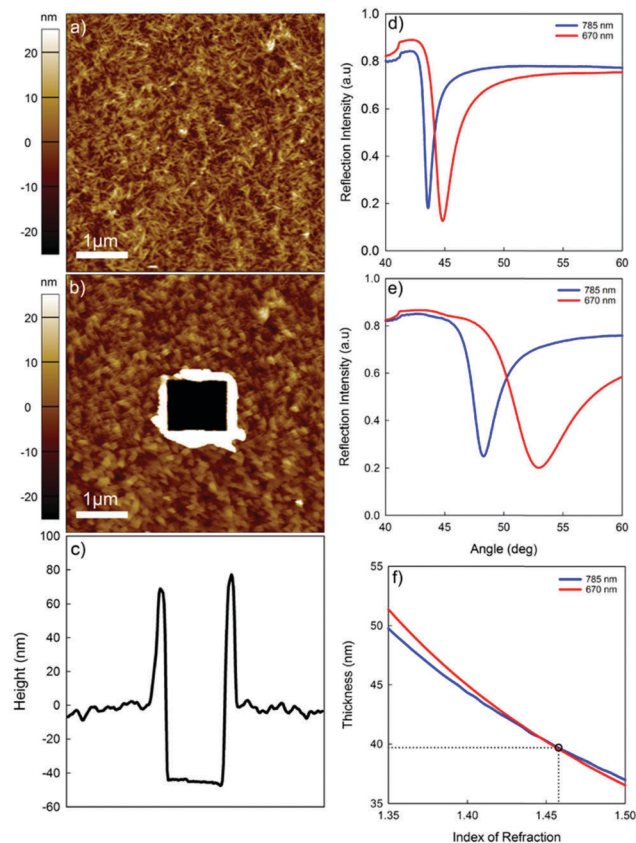 nm
20
10
0
-10
-20
a)
1μm
nm
20
10
0
-10
-20
b)
1μm
c)
Height (nm)
100
80
60
40
20
0
-20
-40
-60
d)
785 nm
670 nm
Reflection Intensity (a.u)
1.0
0.8
0.6
0.4
0.2
0.0
40 45 50 55 60
e)
785 nm
670 nm
Reflection Intensity (a.u)
1.0
0.8
0.6
0.4
0.2
0.0
40 45 50 55 60
Angle (deg)
f)
785 nm
670 nm
Thickness (nm)
55
50
45
40
35
1.35 1.40 1.45 1.50
Index of Refraction